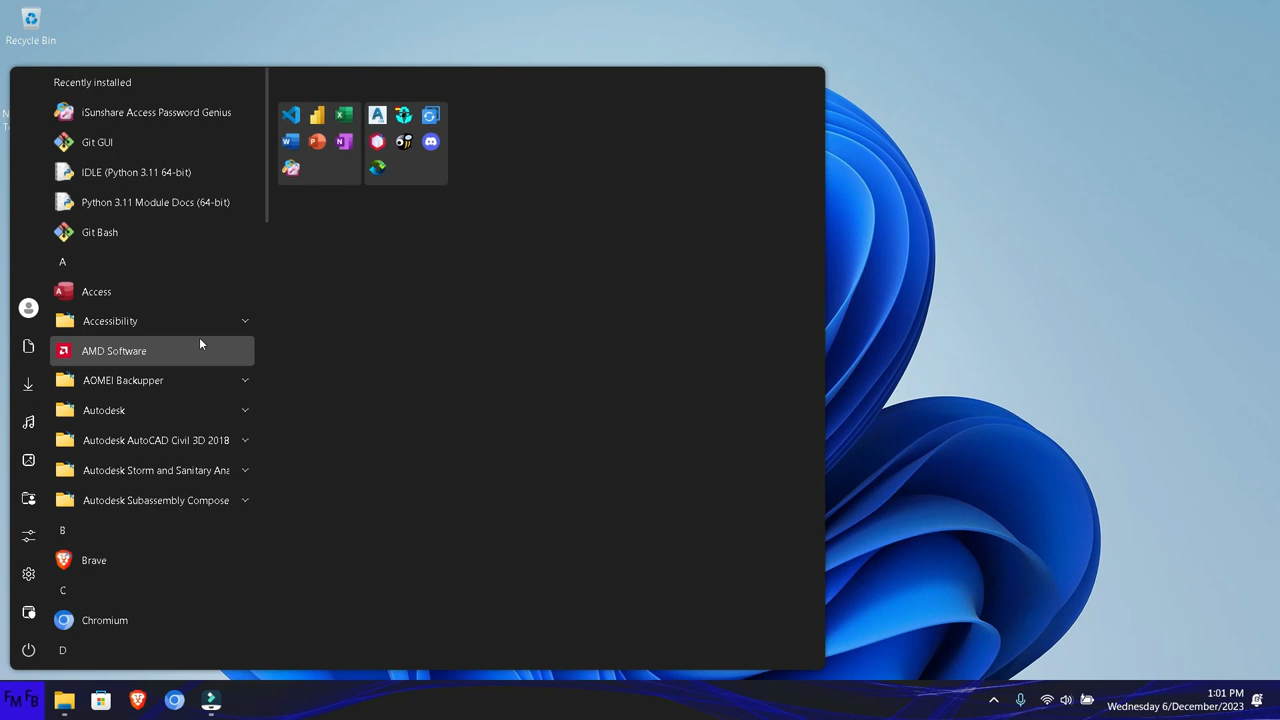 Recycle Bin
Recently installed
iSunshare Access Password Genius
Git GUI
IDLE (Python 3.11 64-bit)
Python 3.11 Module Docs (64-bit)
Git Bash
A
Access
Accessibility
AMD Software
AOMEI Backupper
Autodesk
Autodesk AutoCAD Civil 3D 2018
Autodesk Storm and Sanitary Ana
Autodesk Subassembly Compose
B
Brave
C
Chromium
D
FM FB
1:01 PM
Wednesday 6/December/2023